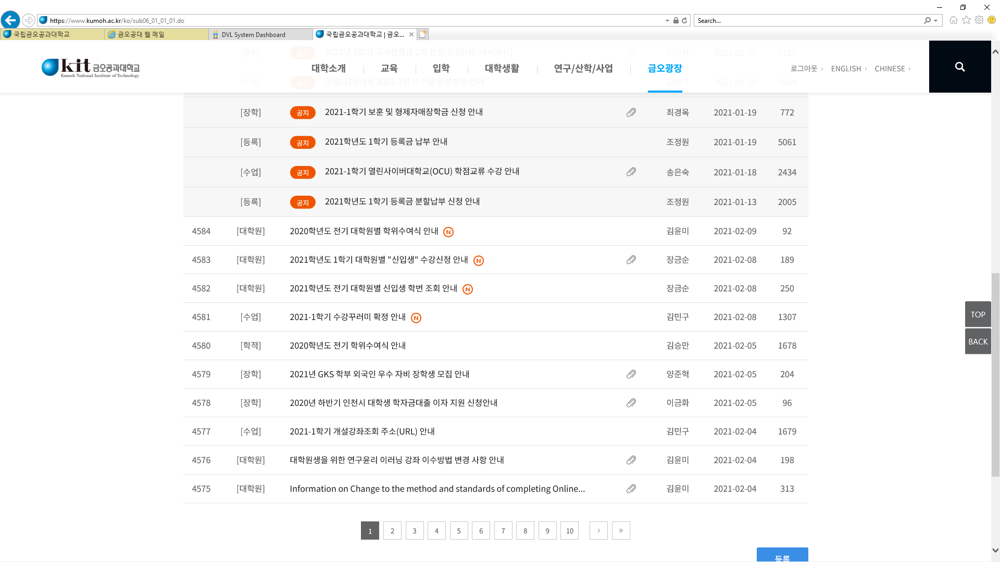 https://www.kumoh.ac.kr/ko/sub06_01_01_01.do
Search...
국립금오공과대학교
금오공대 웹 메일
DVL System Dashboard
국립금오공과대학교 | 금오...
[장학] 공지 2021년 1학기 국가장학금 2차 신청[3/16(화)18시까지] 이금화 2021-01-30 1120
kit 금오공과대학교
Kumoh National Institute of Technology
대학소개 교육 입학 대학생활 연구/산학/사업 금오광장
로그아웃 ENGLISH CHINESE
[수업] 공지 코로나19 대응 2021-1학기 수업 운영방안 안내 김민구 2021-01-19 5844
[장학] 공지 2021-1학기 보훈 및 형제자매장학금 신청 안내 최경옥 2021-01-19 772
[등록] 공지 2021학년도 1학기 등록금 납부 안내 조정원 2021-01-19 5061
[수업] 공지 2021-1학기 열린사이버대학교(OCU) 학점교류 수강 안내 송은숙 2021-01-18 2434
[등록] 공지 2021학년도 1학기 등록금 분할납부 신청 안내 조정원 2021-01-13 2005
4584 [대학원] 2020학년도 전기 대학원별 학위수여식 안내 N 김윤미 2021-02-09 92
4583 [대학원] 2021학년도 1학기 대학원별 "신입생" 수강신청 안내 N 장금순 2021-02-08 189
4582 [대학원] 2021학년도 전기 대학원별 신입생 학번 조회 안내 N 장금순 2021-02-08 250
4581 [수업] 2021-1학기 수강꾸러미 확정 안내 N 김민구 2021-02-08 1307
4580 [학적] 2020학년도 전기 학위수여식 안내 김승만 2021-02-05 1678
4579 [장학] 2021년 GKS 학부 외국인 우수 자비 장학생 모집 안내 양준혁 2021-02-05 204
4578 [장학] 2020년 하반기 인천시 대학생 학자금대출 이자 지원 신청안내 이금화 2021-02-05 96
4577 [수업] 2021-1학기 개설강좌조회 주소(URL) 안내 김민구 2021-02-04 1679
4576 [대학원] 대학원생을 위한 연구윤리 이러닝 강좌 이수방법 변경 사항 안내 김윤미 2021-02-04 198
4575 [대학원] Information on Change to the method and standards of completing Online... 김윤미 2021-02-04 313
TOP
BACK
1 2 3 4 5 6 7 8 9 10 > »
등록